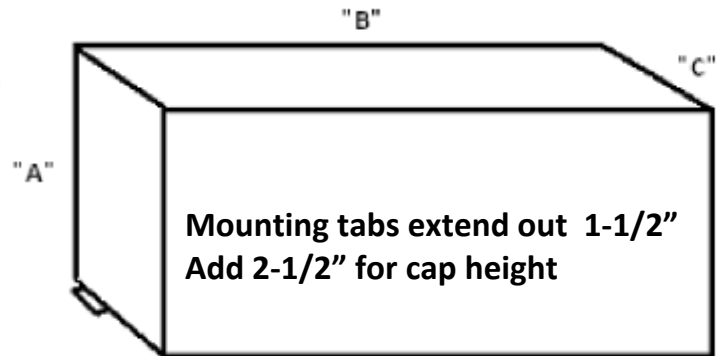 "B"
"C"
"A"
Mounting tabs extend out 1-1/2”
Add 2-1/2” for cap height